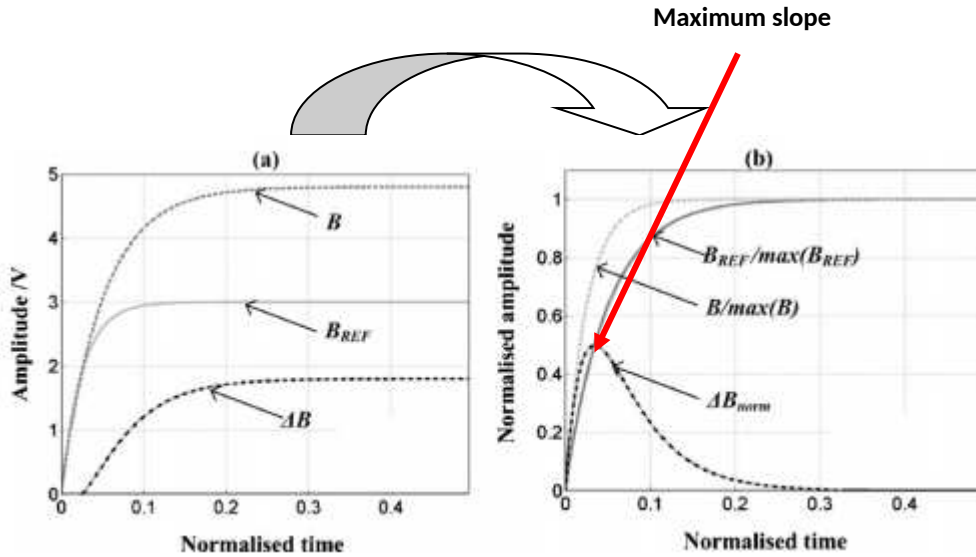 Maximum slope
(a)
5
4
3
2
1
0
Amplitude /V
B
B_REF
ΔB
0 0.1 0.2 0.3 0.4
Normalised time
(b)
1
0.8
0.6
0.4
0.2
0
Normalised amplitude
B_REF/max(B_REF)
B/max(B)
ΔB_norm
0 0.1 0.2 0.4
Normalised time